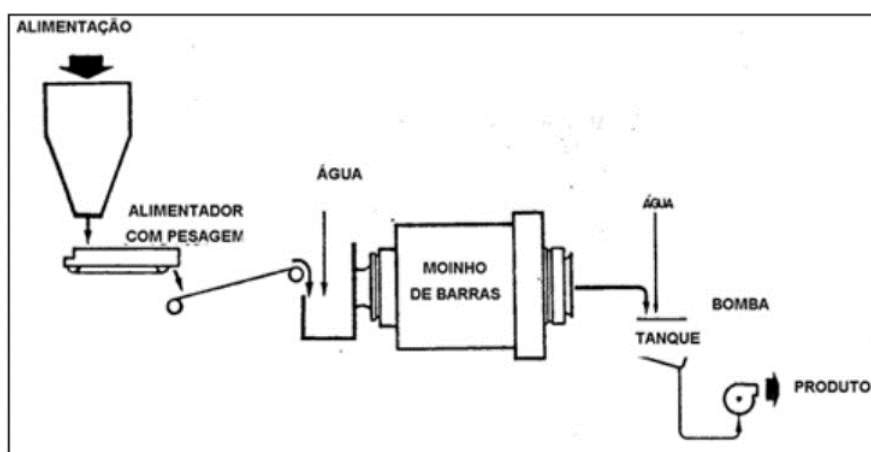 ALIMENTAÇÃO
ÁGUA
ALIMENTADOR
COM PESAGEM
MOINHO
DE BARRAS
ÁGUA
BOMBA
TANQUE
PRODUTO